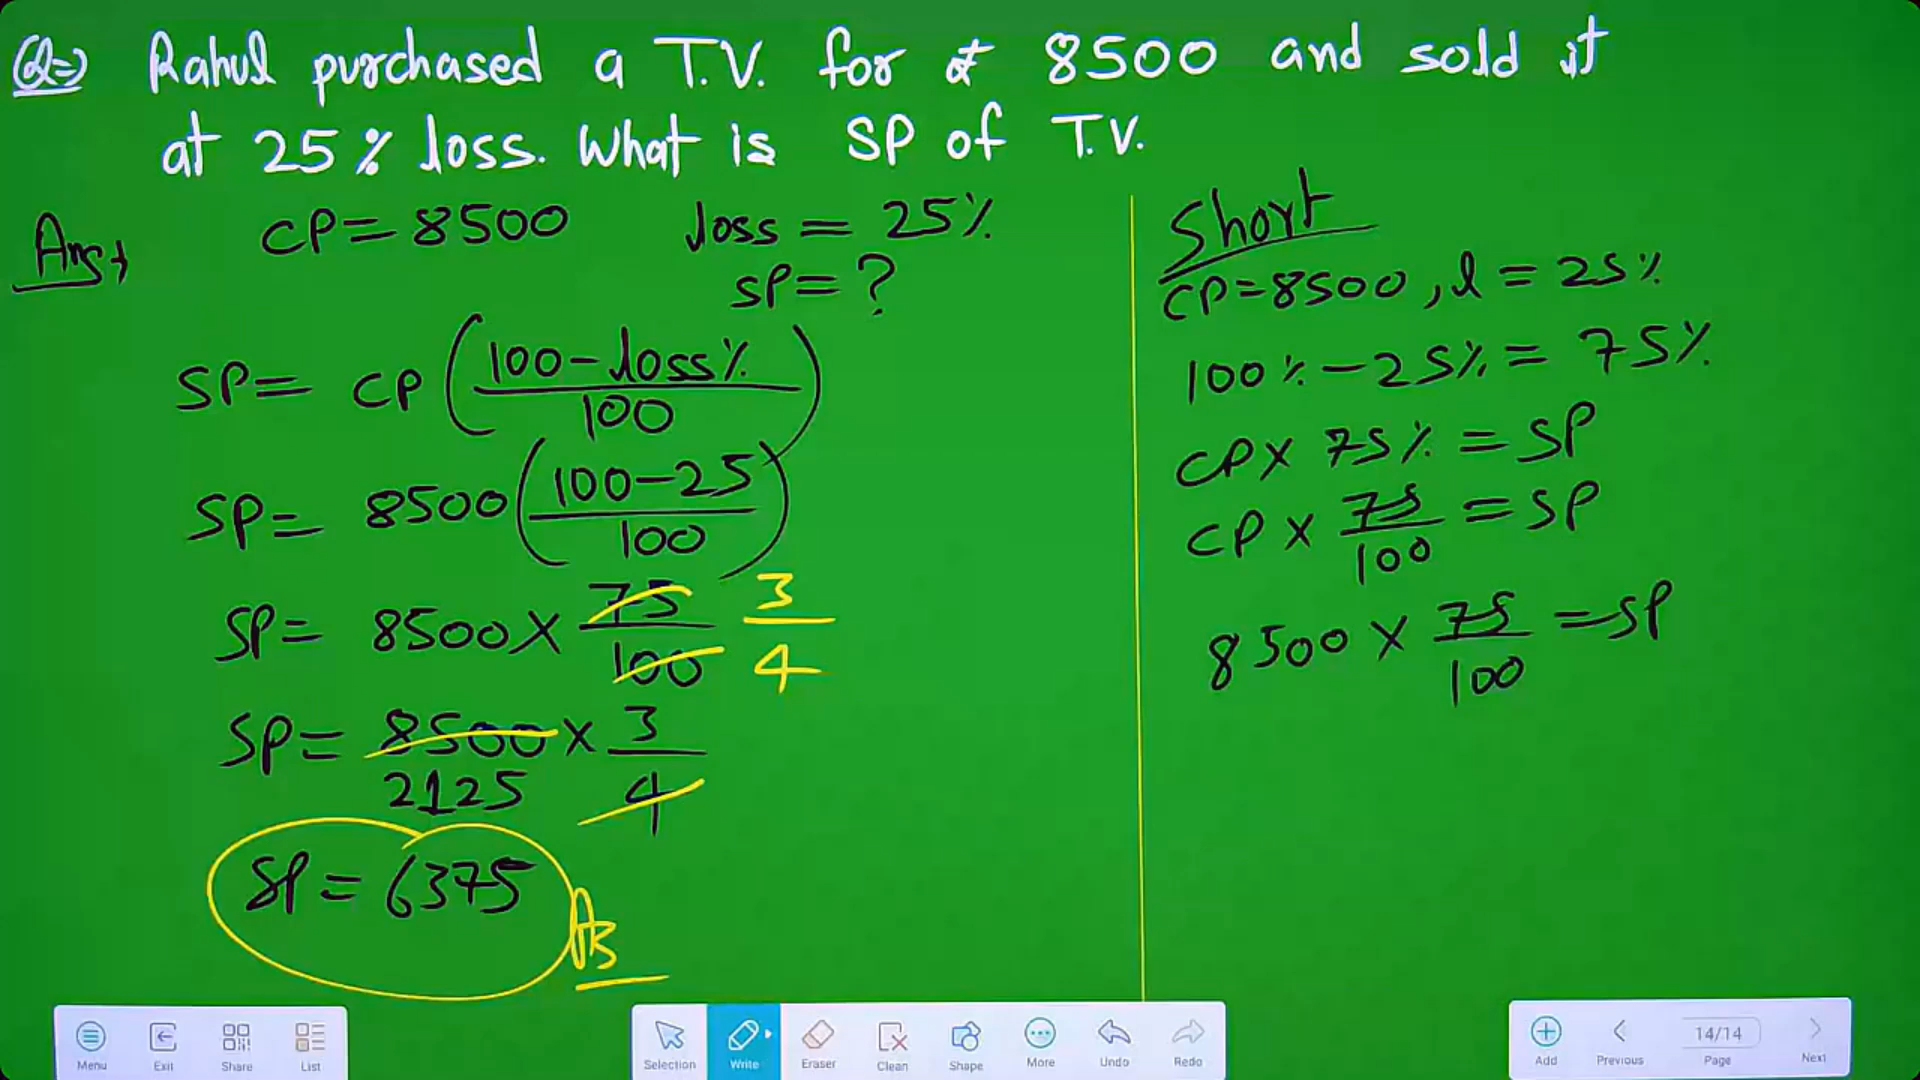 Q⇒ Rahul purchased a T.V. for ₹ 8500 and sold it
at 25% loss. What is SP of T.V.
Ans→ CP = 8500 loss = 25%
SP = ?
SP = CP (100-loss% / 100)
SP = 8500 (100-25 / 100)
SP = 8500 × 75/100 3/4
SP = 8500 × 3/4
2125
SP = 6375 As
Short
CP=8500, l = 25%
100% - 25% = 75%
CP × 75% = SP
CP × 75/100 = SP
8500 × 75/100 = SP
Menu Exit Share List Selection Write Eraser Clean Shape More Undo Redo Add Previous 14/14 Page Next